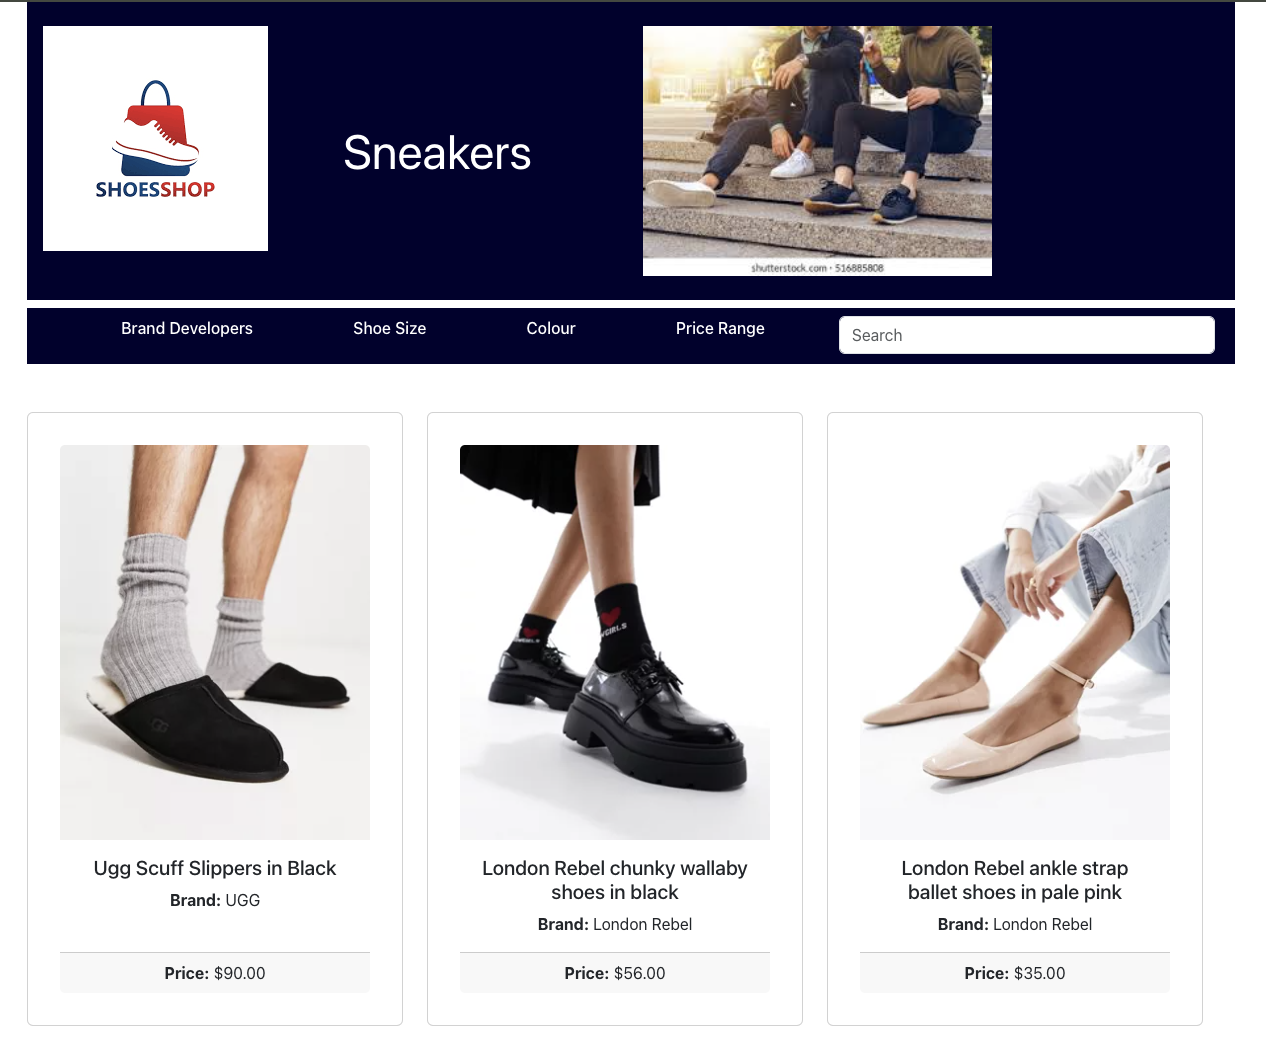 SHOESSHOP
Sneakers
shutterstock.com · 516885808
Brand Developers
Shoe Size
Colour
Price Range
Search
Ugg Scuff Slippers in Black
Brand: UGG
Price: $90.00
London Rebel chunky wallaby
shoes in black
Brand: London Rebel
Price: $56.00
London Rebel ankle strap
ballet shoes in pale pink
Brand: London Rebel
Price: $35.00